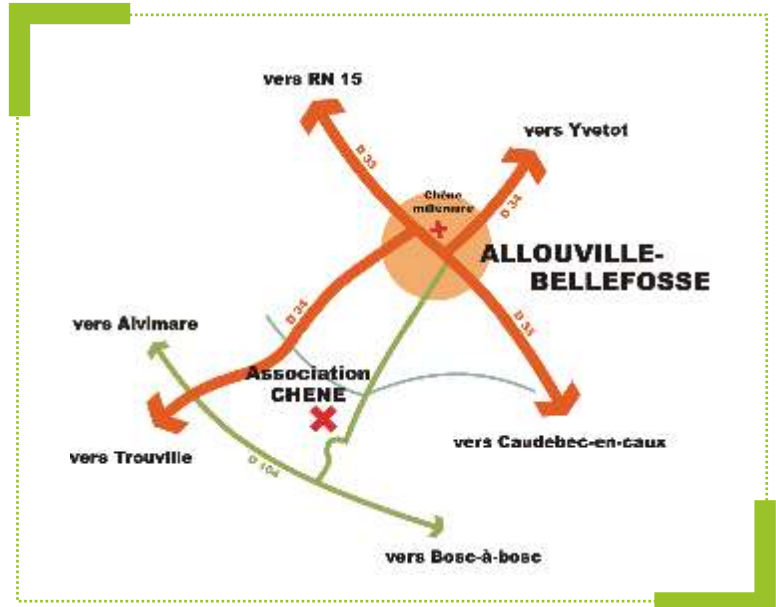 vers RN 15
vers Yvetot
D 33
D 34
Chêne
millenaire
ALLOUVILLE-
BELLEFOSSE
D 34
D 33
vers Alvimare
Association
CHENE
vers Trouville
D 104
vers Caudebec-en-caux
vers Bosc-à-bosc